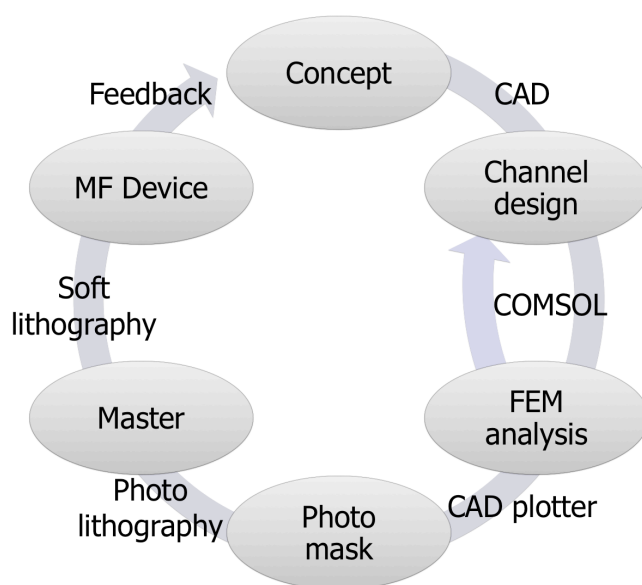 Concept
CAD
Channel
design
COMSOL
FEM
analysis
CAD plotter
Photo
mask
Photo
lithography
Master
Soft
lithography
MF Device
Feedback